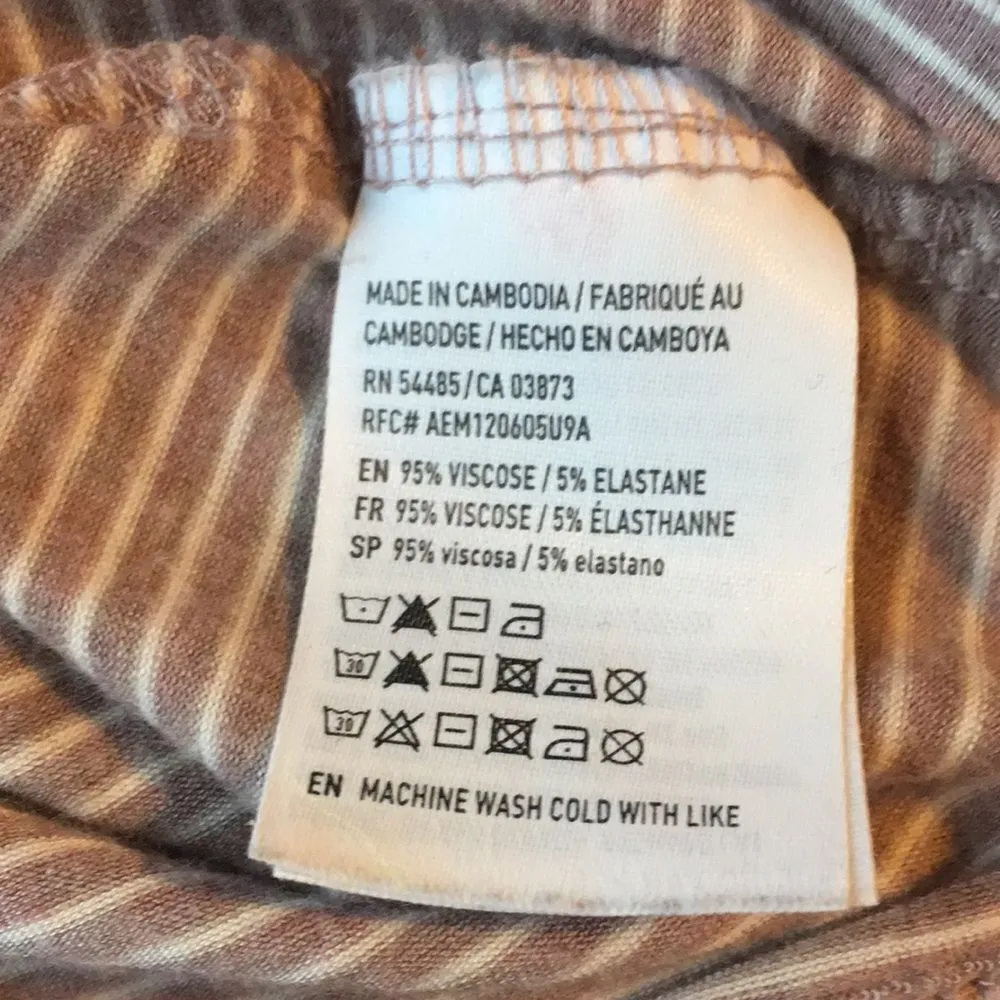 MADE IN CAMBODIA / FABRIQUÉ AU
CAMBODGE / HECHO EN CAMBOYA
RN 54485/CA 03873
RFC# AEM120605U9A
EN 95% VISCOSE / 5% ELASTANE
FR 95% VISCOSE / 5% ÉLASTHANNE
SP 95% viscosa / 5% elastano
30
30
EN MACHINE WASH COLD WITH LIKE